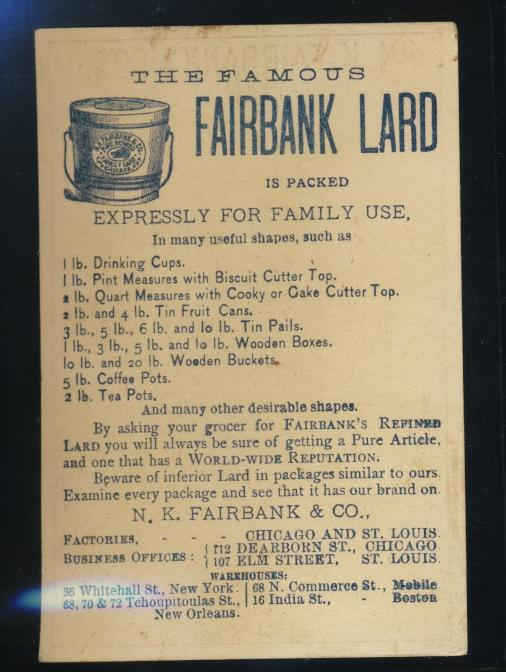 THE FAMOUS
FAIRBANK LARD
IS PACKED
EXPRESSLY FOR FAMILY USE,
In many useful shapes, such as
1 lb. Drinking Cups.
1 lb. Pint Measures with Biscuit Cutter Top.
2 lb. Quart Measures with Cooky or Cake Cutter Top.
2 lb. and 4 lb. Tin Fruit Cans.
3 lb., 5 lb., 6 lb. and 10 lb. Tin Pails.
1 lb., 3 lb., 5 lb. and 10 lb. Wooden Boxes.
10 lb. and 20 lb. Wooden Buckets.
5 lb. Coffee Pots.
2 lb. Tea Pots.
And many other desirable shapes.
By asking your grocer for FAIRBANK'S REFINED
LARD you will always be sure of getting a Pure Article,
and one that has a WORLD-WIDE REPUTATION.
Beware of inferior Lard in packages similar to ours.
Examine every package and see that it has our brand on.
N. K. FAIRBANK & CO.,
FACTORIES, - - - CHICAGO AND ST. LOUIS.
BUSINESS OFFICES: { 712 DEARBORN ST., CHICAGO
107 ELM STREET, ST. LOUIS.
WAREHOUSES:
36 Whitehall St., New York. | 68 N. Commerce St., Mobile
68, 70 & 72 Tchoupitoulas St., | 16 India St., - Boston
New Orleans.